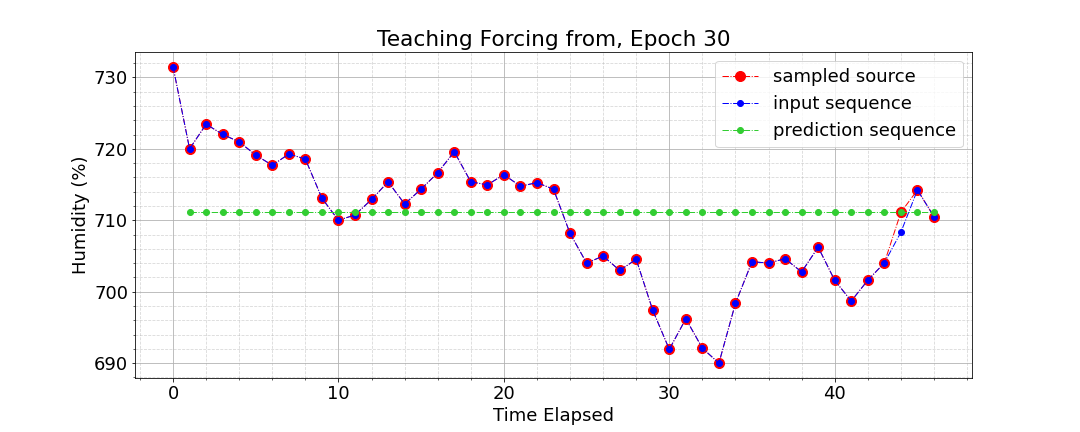 Teaching Forcing from, Epoch 30
sampled source
input sequence
prediction sequence
Humidity (%)
730
720
710
700
690
0 10 20 30 40
Time Elapsed